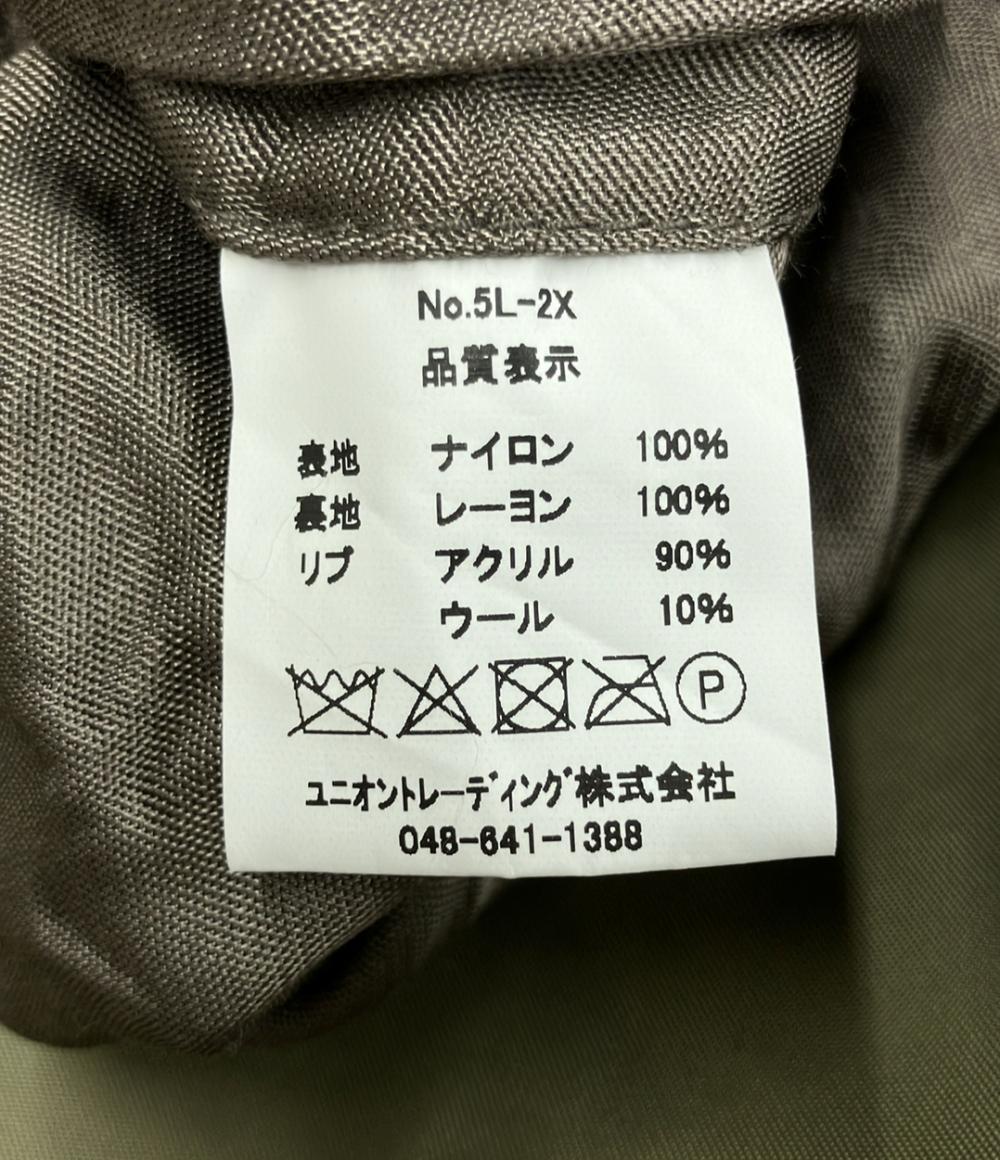 No.5L-2X
品質表示
表地 ナイロン 100%
裏地 レーヨン 100%
リブ アクリル 90%
ウール 10%
P
ユニオントレーディング株式会社
048-641-1388